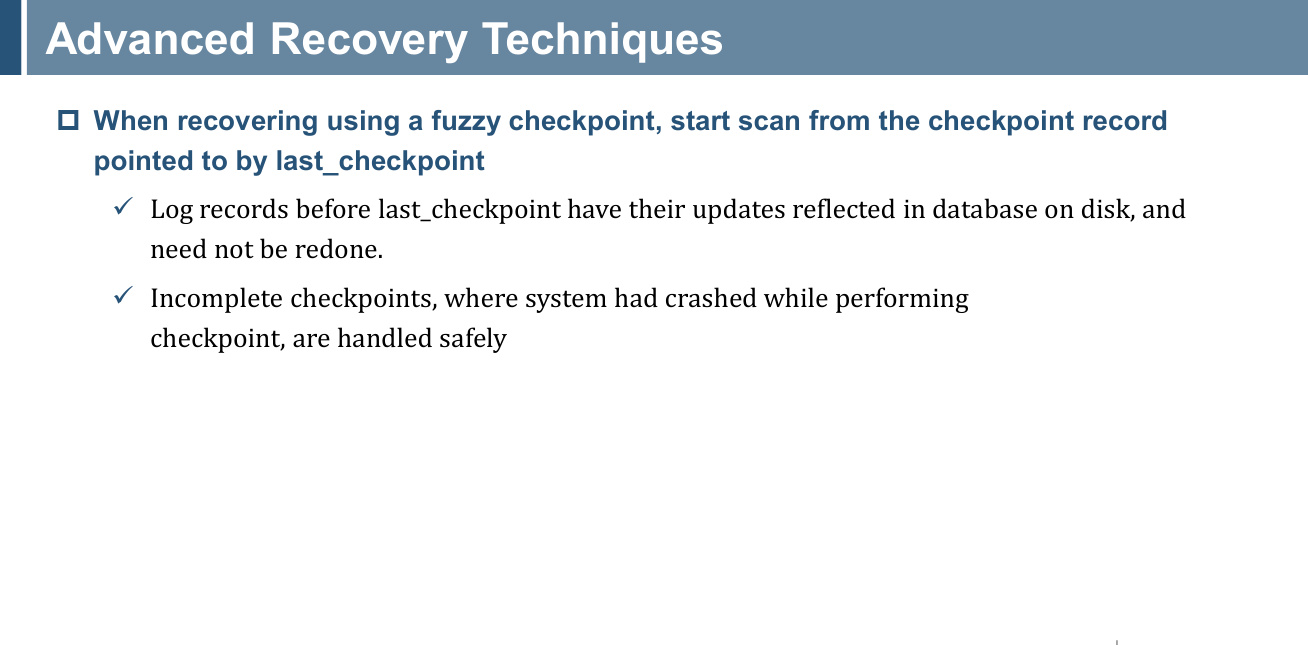 Advanced Recovery Techniques
When recovering using a fuzzy checkpoint, start scan from the checkpoint record
pointed to by last_checkpoint
Log records before last_checkpoint have their updates reflected in database on disk, and
need not be redone.
Incomplete checkpoints, where system had crashed while performing
checkpoint, are handled safely